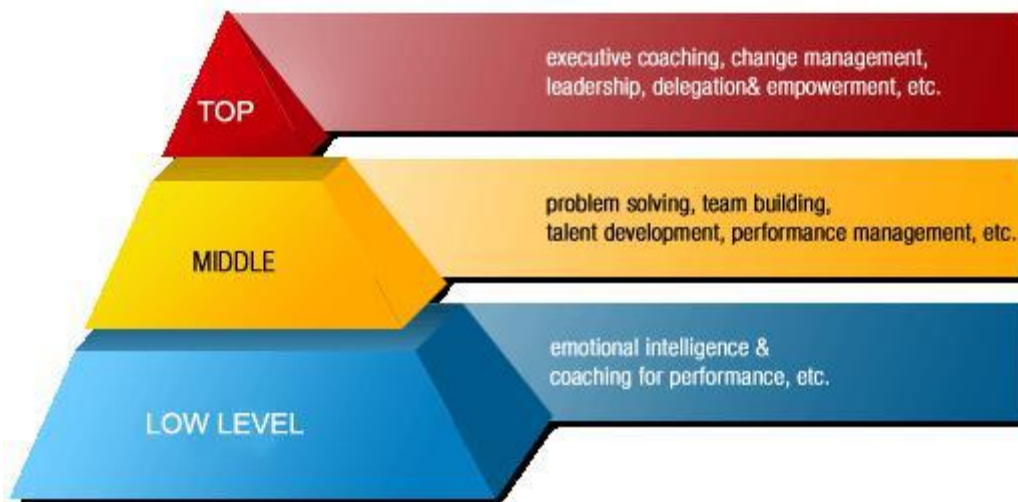 TOP
executive coaching, change management,
leadership, delegation& empowerment, etc.
MIDDLE
problem solving, team building,
talent development, performance management, etc.
LOW LEVEL
emotional intelligence &
coaching for performance, etc.